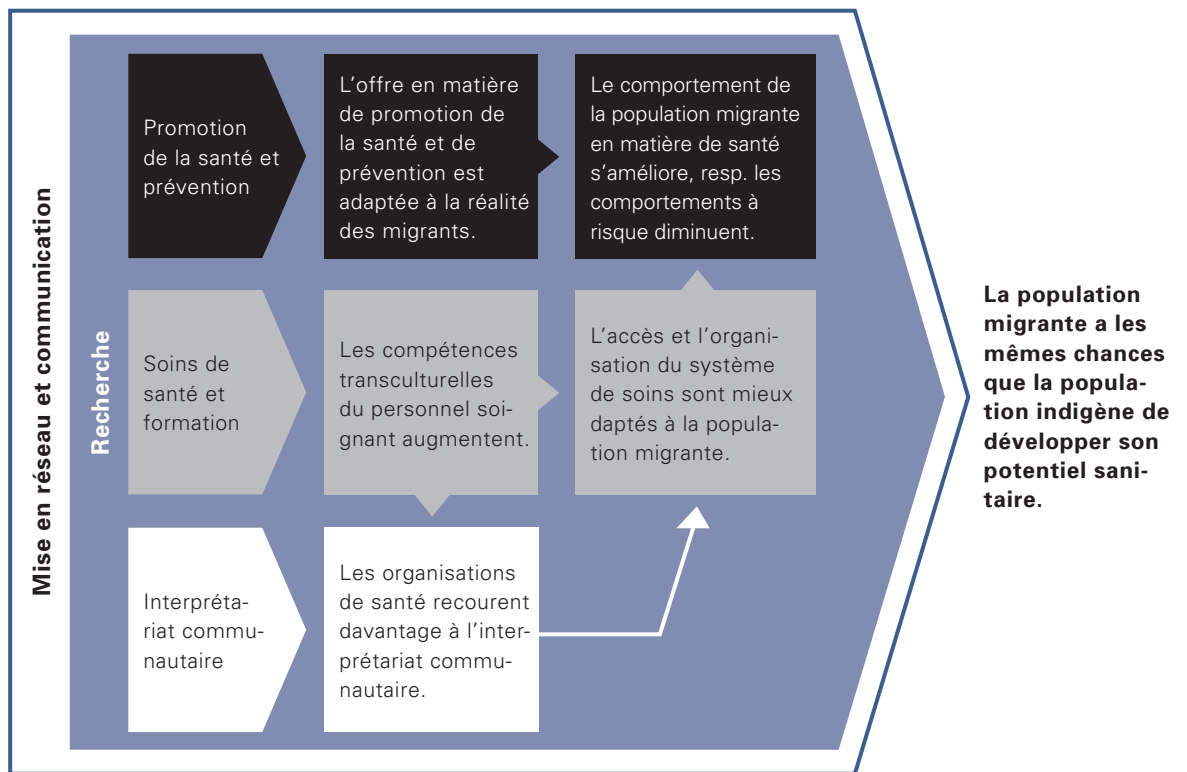 Mise en réseau et communication
Recherche
Promotion
de la santé et
prévention
L’offre en matière
de promotion de
la santé et de
prévention est
adaptée à la réalité
des migrants.
Le comportement de
la population migrante
en matière de santé
s’améliore, resp. les
comportements à
risque diminuent.
Soins de
santé et
formation
Les compétences
transculturelles
du personnel soi-
gnant augmentent.
L’accès et l’organi-
sation du système
de soins sont mieux
daptés à la popula-
tion migrante.
Interpréta-
riat commu-
nautaire
Les organisations
de santé recourent
davantage à l’inter-
prétariat commu-
nautaire.
La population
migrante a les
mêmes chances
que la popula-
tion indigène de
développer son
potentiel sani-
taire.